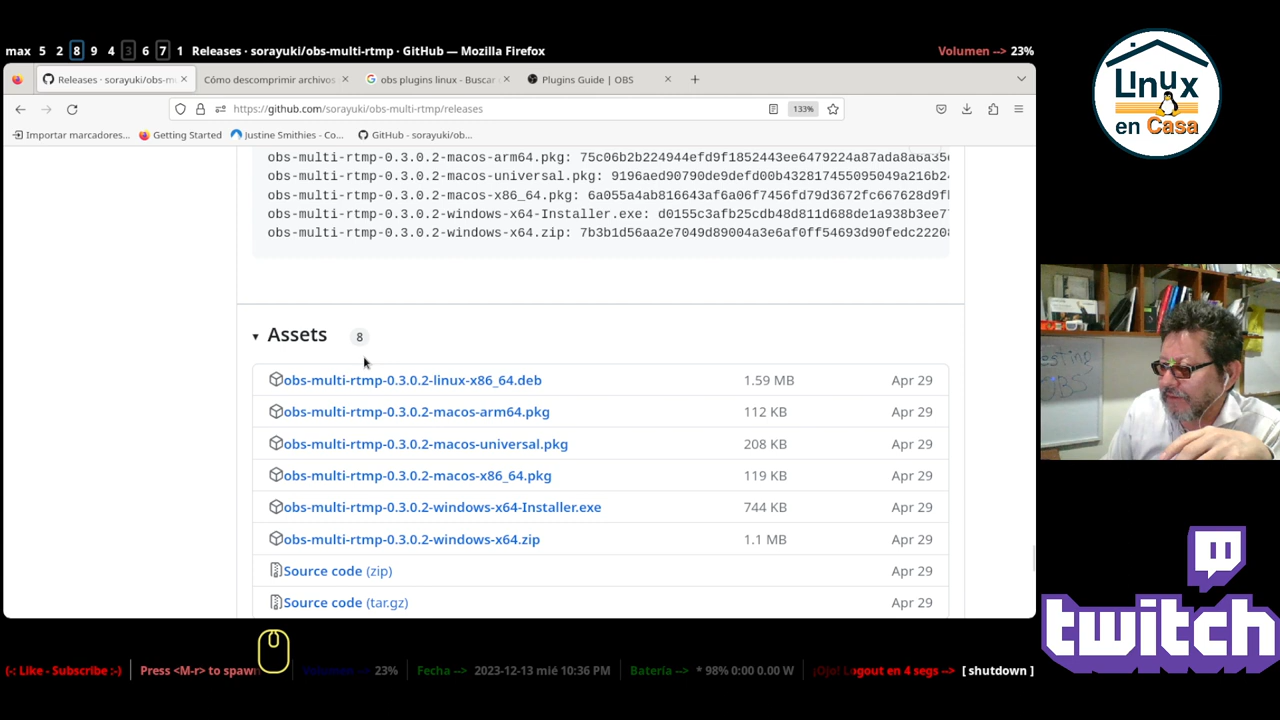 max 5 2 8 9 4 3 6 7 1 Releases · sorayuki/obs-multi-rtmp · GitHub — Mozilla Firefox Volumen --> 23%
Releases · sorayuki/obs-m Cómo descomprimir archivos obs plugins linux - Buscar Plugins Guide | OBS
https://github.com/sorayuki/obs-multi-rtmp/releases 133%
Importar marcadores... Getting Started Justine Smithies - Co... GitHub - sorayuki/ob...
obs-multi-rtmp-0.3.0.2-macos-arm64.pkg: 75c06b2b224944efd9f1852443ee6479224a87ada8a6a35
obs-multi-rtmp-0.3.0.2-macos-universal.pkg: 9196aed90790de9defd00b432817455095049a216b2
obs-multi-rtmp-0.3.0.2-macos-x86_64.pkg: 6a055a4ab816643af6a06f7456fd79d3672fc667628d9f
obs-multi-rtmp-0.3.0.2-windows-x64-Installer.exe: d0155c3afb25cdb48d811d688de1a938b3ee7
obs-multi-rtmp-0.3.0.2-windows-x64.zip: 7b3b1d56aa2e7049d89004a3e6af0ff54693d90fedc2220
Assets 8
obs-multi-rtmp-0.3.0.2-linux-x86_64.deb 1.59 MB Apr 29
obs-multi-rtmp-0.3.0.2-macos-arm64.pkg 112 KB Apr 29
obs-multi-rtmp-0.3.0.2-macos-universal.pkg 208 KB Apr 29
obs-multi-rtmp-0.3.0.2-macos-x86_64.pkg 119 KB Apr 29
obs-multi-rtmp-0.3.0.2-windows-x64-Installer.exe 744 KB Apr 29
obs-multi-rtmp-0.3.0.2-windows-x64.zip 1.1 MB Apr 29
Source code (zip) Apr 29
Source code (tar.gz) Apr 29
(-: Like - Subscribe :-) Press <M-r> to spawn Volumen --> 23% Fecha --> 2023-12-13 mié 10:36 PM Batería --> * 98% 0:00 0.00 W ¡Ojo! Logout en 4 segs --> [ shutdown ]
LInux
en Casa
OBS
twitch